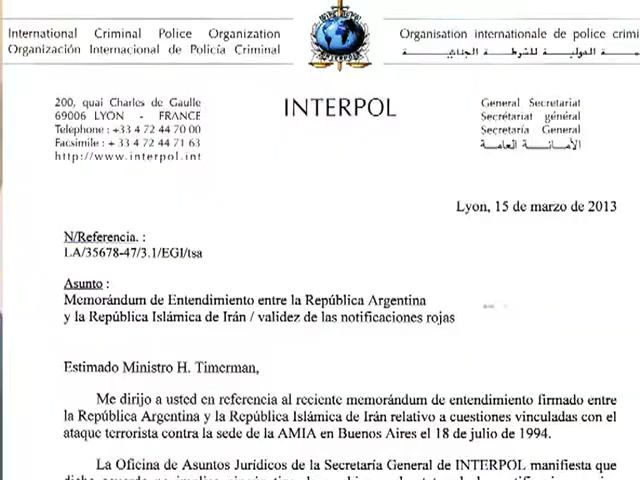 International Criminal Police Organization
Organización Internacional de Policía Criminal
Organisation internationale de police
200, quai Charles de Gaulle
69006 LYON - FRANCE
Telephone : +33 4 72 44 70 00
Facsimile : + 33 4 72 44 71 63
http://www.interpol.int
INTERPOL
General Secretariat
Secrétariat général
Secretaría General
الأمانة العامة
Lyon, 15 de marzo de 2013
N/Referencia. :
LA/35678-47/3.1/EGI/tsa
Asunto :
Memorándum de Entendimiento entre la República Argentina
y la República Islámica de Irán / validez de las notificaciones rojas
Estimado Ministro H. Timerman,
Me dirijo a usted en referencia al reciente memorándum de entendimiento firmado entre
la República Argentina y la República Islámica de Irán relativo a cuestiones vinculadas con el
ataque terrorista contra la sede de la AMIA en Buenos Aires el 18 de julio de 1994.
La Oficina de Asuntos Jurídicos de la Secretaría General de INTERPOL manifiesta que